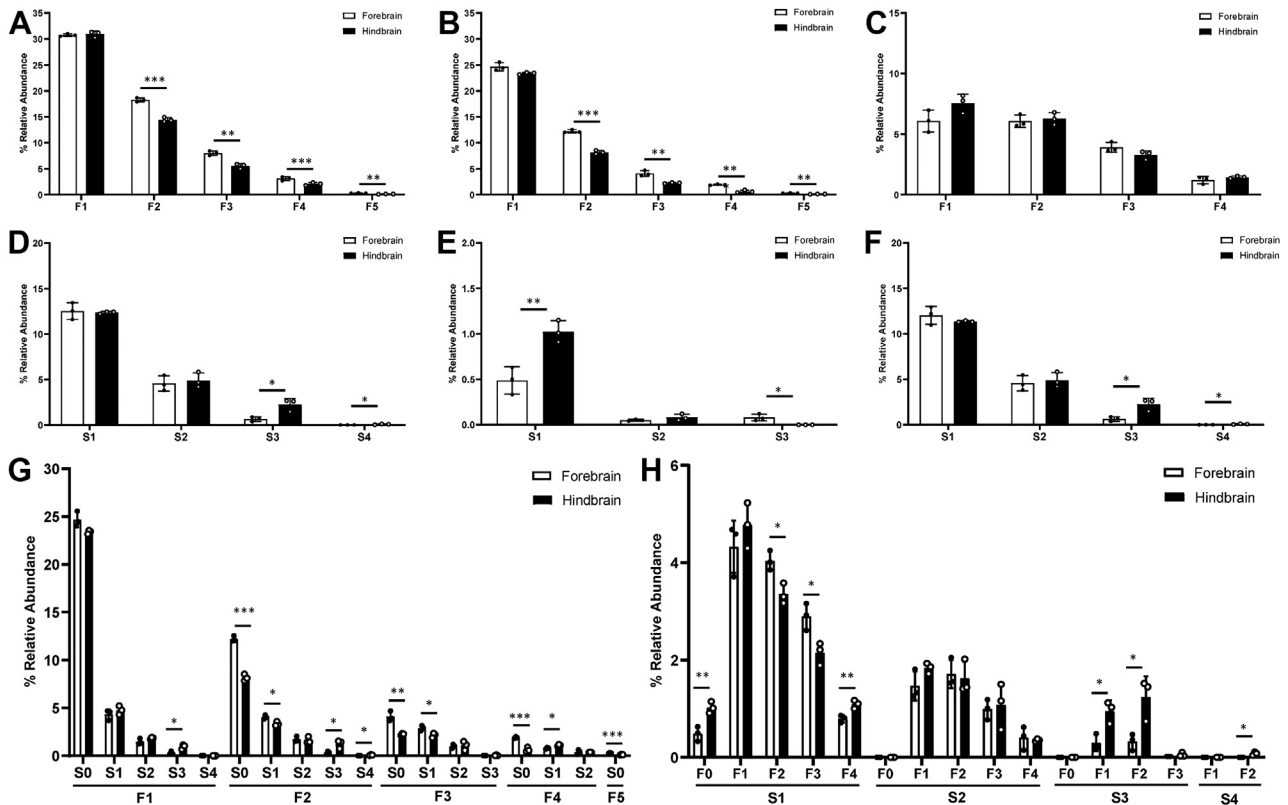 A
% Relative Abundance
35
30
25
20
15
10
5
0
Forebrain
Hindbrain
***
**
***
**
F1 F2 F3 F4 F5
B
% Relative Abundance
35
30
25
20
15
10
5
0
Forebrain
Hindbrain
***
**
**
**
F1 F2 F3 F4 F5
C
% Relative Abundance
15
10
5
0
Forebrain
Hindbrain
F1 F2 F3 F4
D
% Relative Abundance
20
15
10
5
0
Forebrain
Hindbrain
*
*
S1 S2 S3 S4
E
% Relative Abundance
2.0
1.5
1.0
0.5
0.0
Forebrain
Hindbrain
**
*
S1 S2 S3
F
% Relative Abundance
20
15
10
5
0
Forebrain
Hindbrain
*
*
S1 S2 S3 S4
G
% Relative Abundance
30
25
20
15
10
5
0
Forebrain
Hindbrain
*
***
*
*
*
**
*
***
*
***
S0 S1 S2 S3 S4 S0 S1 S2 S3 S4 S0 S1 S2 S3 S0 S1 S2 S0
F1 F2 F3 F4 F5
H
% Relative Abundance
6
4
2
0
Forebrain
Hindbrain
**
*
*
**
*
*
*
F0 F1 F2 F3 F4 F0 F1 F2 F3 F4 F0 F1 F2 F3 F1 F2
S1 S2 S3 S4